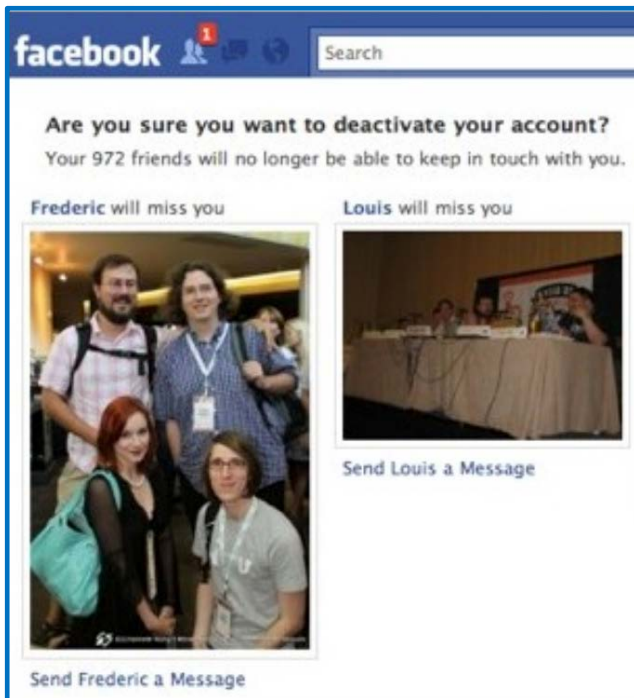 facebook
1
Search
Are you sure you want to deactivate your account?
Your 972 friends will no longer be able to keep in touch with you.
Frederic will miss you
Louis will miss you
Send Louis a Message
Send Frederic a Message